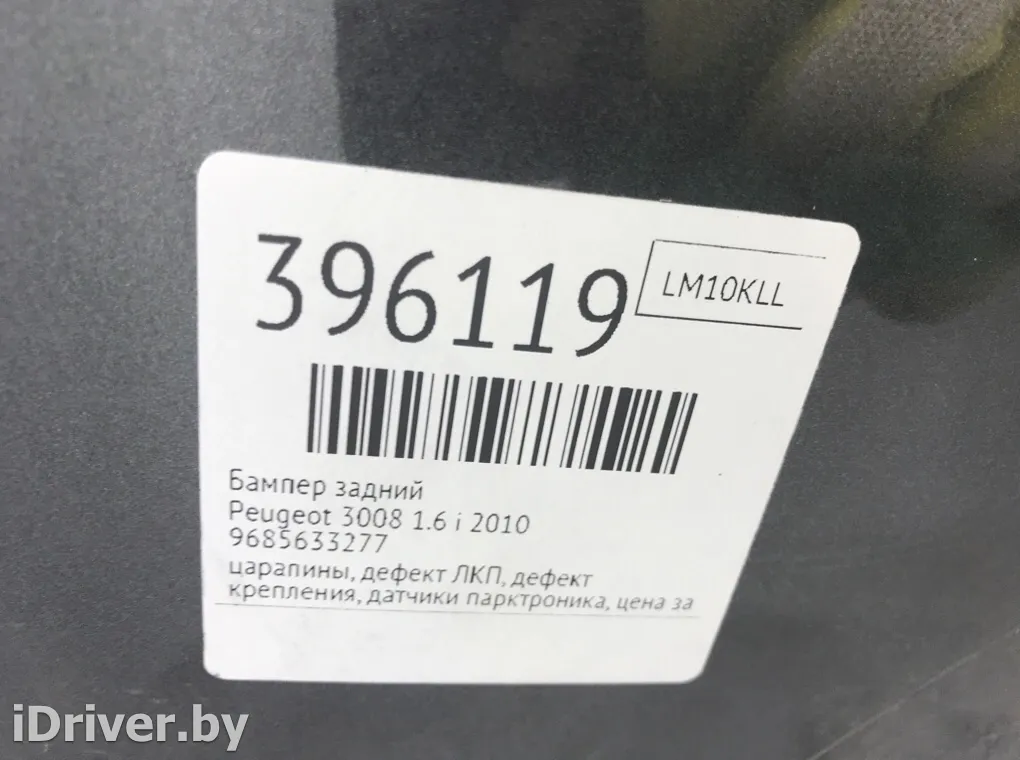 396119
LM10KLL
Бампер задний
Peugeot 3008 1.6 i 2010
9685633277
царапины, дефект ЛКП, дефект
крепления, датчики парктроника, цена за
iDriver.by